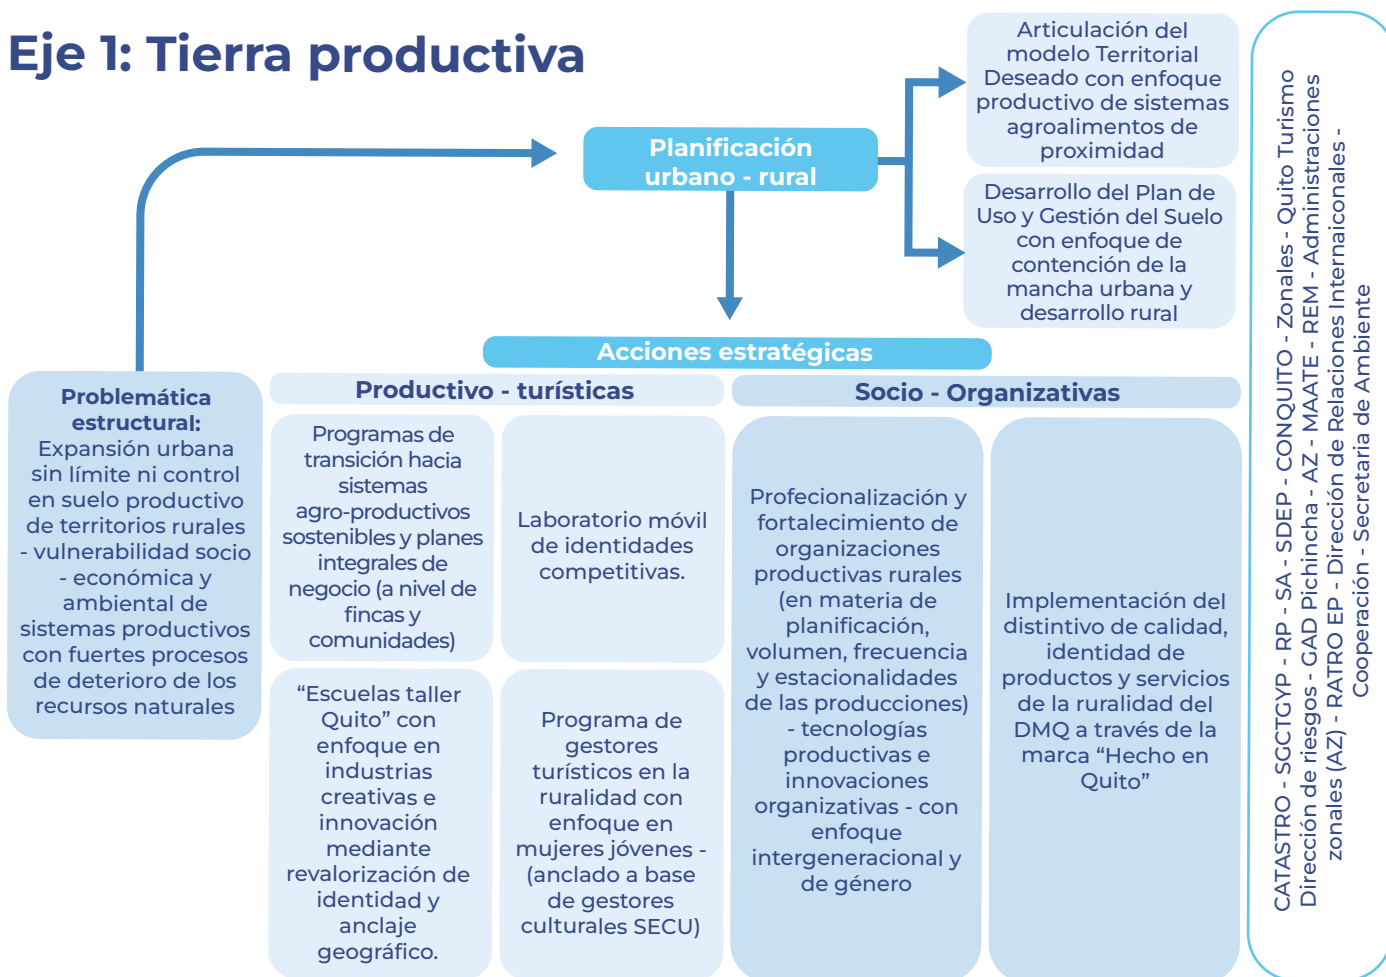 Eje 1: Tierra productiva
Planificación
urbano - rural
Articulación del
modelo Territorial
Deseado con enfoque
productivo de sistemas
agroalimentos de
proximidad
Desarrollo del Plan de
Uso y Gestión del Suelo
con enfoque de
contención de la
mancha urbana y
desarrollo rural
Acciones estratégicas
Problemática
estructural:
Expansión urbana
sin límite ni control
en suelo productivo
de territorios rurales
- vulnerabilidad socio
- económica y
ambiental de
sistemas productivos
con fuertes procesos
de deterioro de los
recursos naturales
Productivo - turísticas
Programas de
transición hacia
sistemas
agro-productivos
sostenibles y planes
integrales de
negocio (a nivel de
fincas y
comunidades)
Laboratorio móvil
de identidades
competitivas.
“Escuelas taller
Quito” con
enfoque en
industrias
creativas e
innovación
mediante
revalorización de
identidad y
anclaje
geográfico.
Programa de
gestores
turísticos en la
ruralidad con
enfoque en
mujeres jóvenes -
(anclado a base
de gestores
culturales SECU)
Socio - Organizativas
Profecionalización y
fortalecimiento de
organizaciones
productivas rurales
(en materia de
planificación,
volumen, frecuencia
y estacionalidades
de las producciones)
- tecnologías
productivas e
innovaciones
organizativas - con
enfoque
intergeneracional y
de género
Implementación del
distintivo de calidad,
identidad de
productos y servicios
de la ruralidad del
DMQ a través de la
marca “Hecho en
Quito”
CATASTRO - SGCTGYP - RP - SA - SDEP - CONQUITO - Zonales - Quito Turismo
Dirección de riesgos - GAD Pichincha - AZ - MAATE - REM - Administraciones
zonales (AZ) - RATRO EP - Dirección de Relaciones Internaiconales -
Cooperación - Secretaria de Ambiente